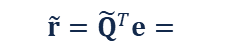 r̃ = Q̃ᵀe =